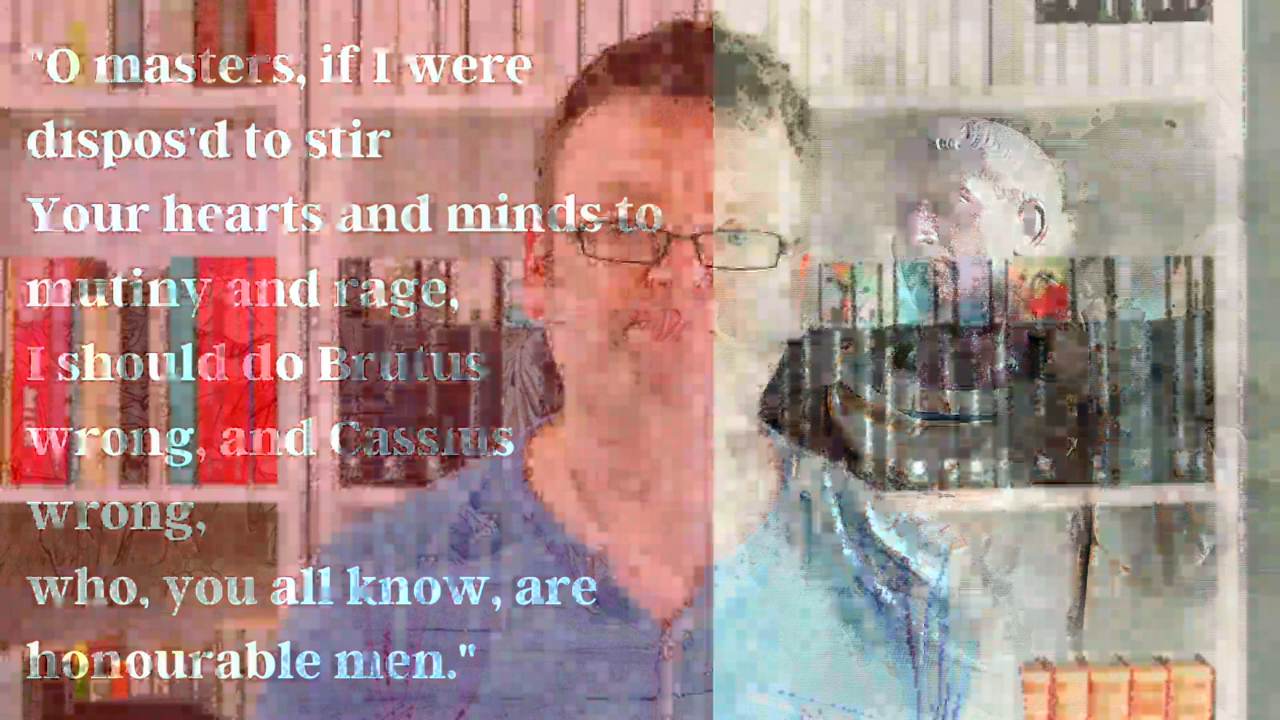 "O masters, if I were
dispos'd to stir
Your hearts and minds to
mutiny and rage,
I should do Brutus
wrong, and Cassius
wrong,
who, you all know, are
honourable men."